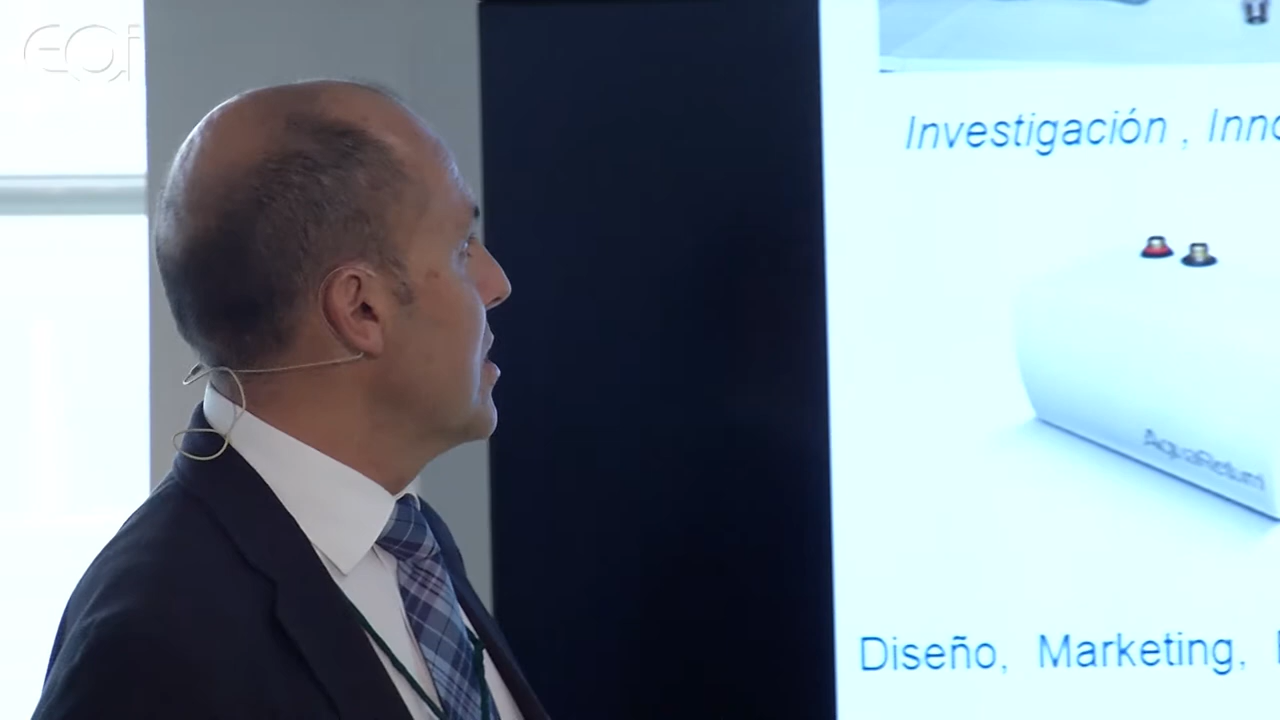 eoi
Investigación , Inno
AquaReturn
Diseño, Marketing,